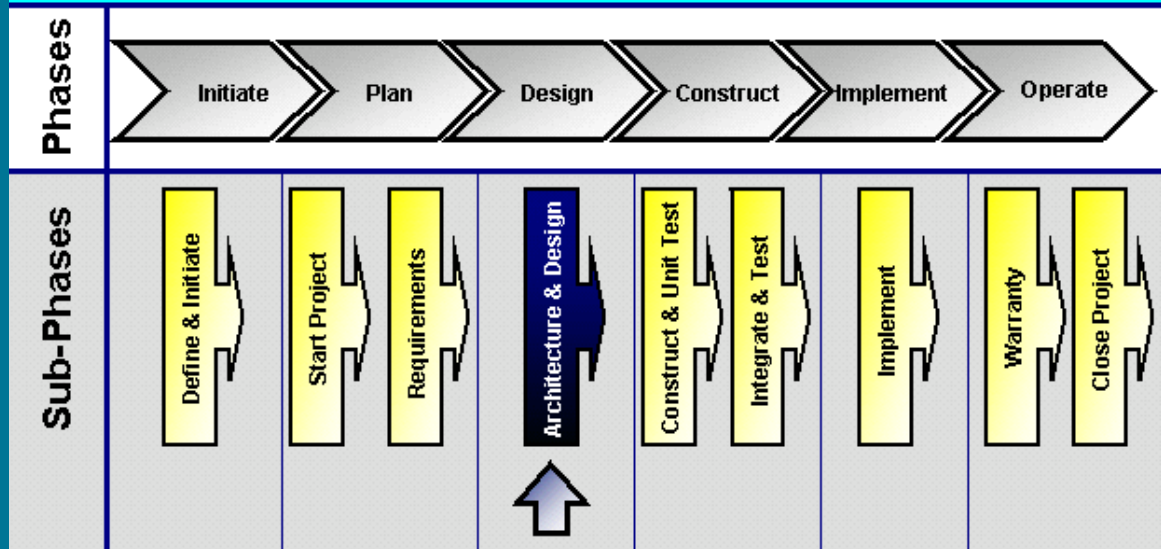 Phases
Initiate
Plan
Design
Construct
Implement
Operate
Sub-Phases
Define & Initiate
Start Project
Requirements
Architecture & Design
Construct & Unit Test
Integrate & Test
Implement
Warranty
Close Project